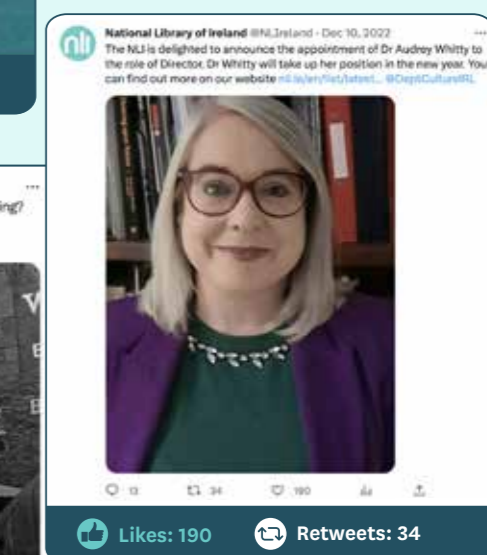 nli
National Library of Ireland @NLIreland · Dec 10, 2022
The NLI is delighted to announce the appointment of Dr Audrey Whitty to
the role of Director. Dr Whitty will take up her position in the new year. You
can find out more on our website nli.ie/en/list/latest... @DeptCultureIRL
ing?
13 34 190
Likes: 190 Retweets: 34